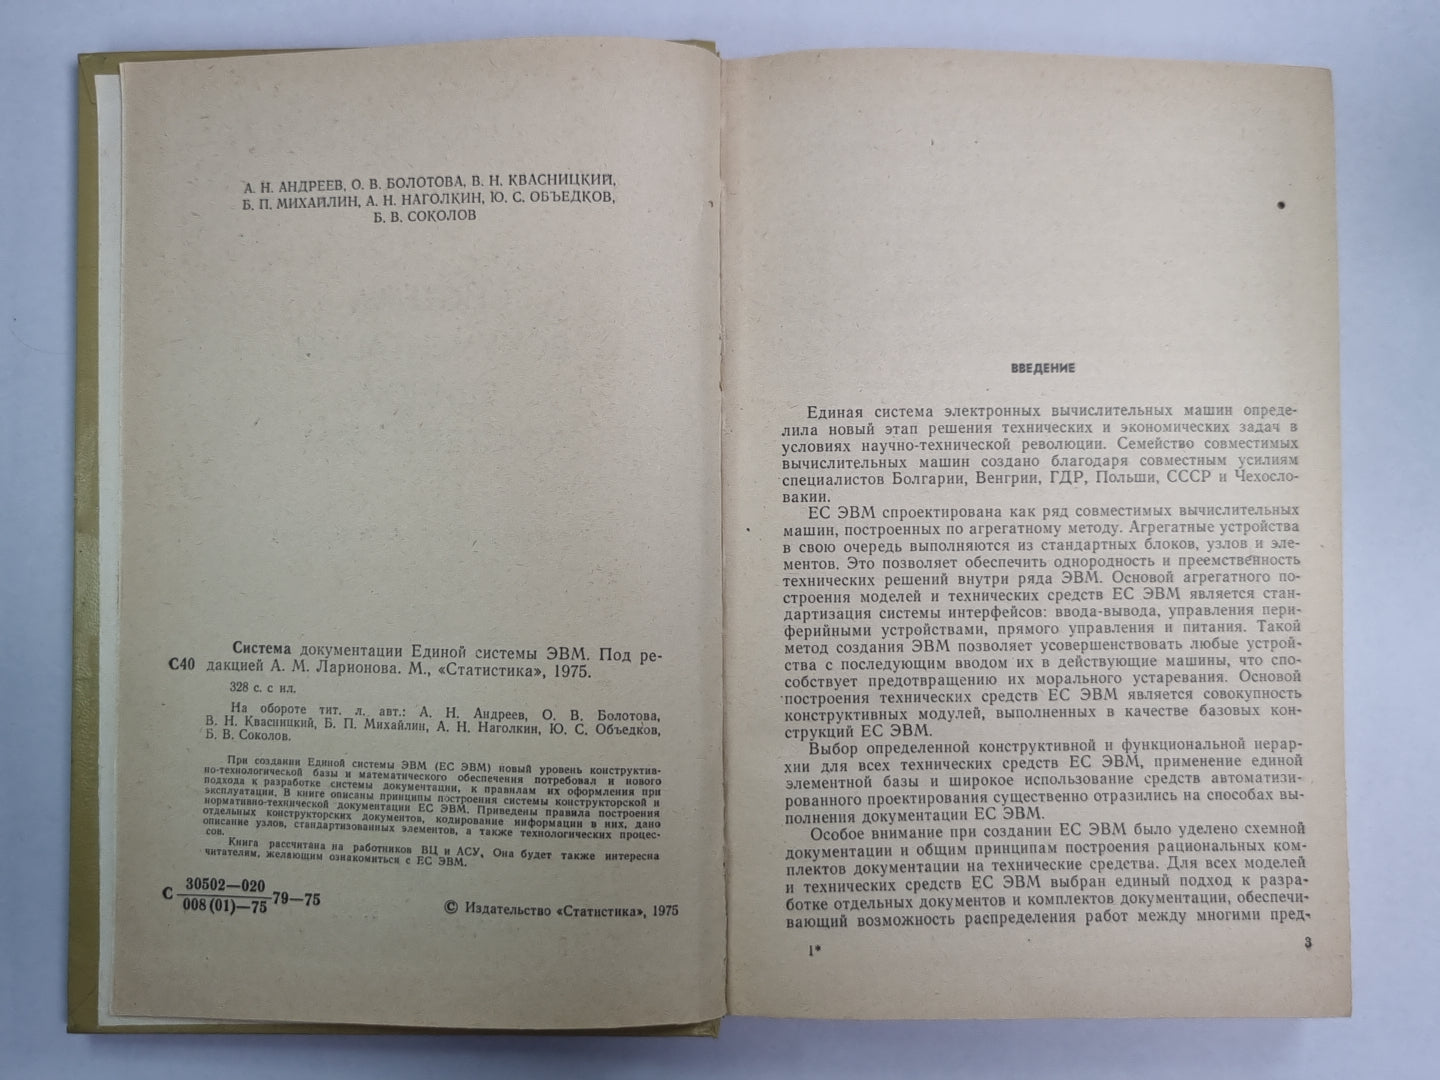 А. Н. АНДРЕЕВ, О. В. БОЛОТОВА, В. Н. КВАСНИЦКИЙ,
Б. П. МИХАЙЛИН, А. Н. НАГОЛКИН, Ю. С. ОБЪЕДКОВ,
Б. В. СОКОЛОВ
Система документации Единой системы ЭВМ. Под ре-
С40 дакцией А. М. Ларионова. М., «Статистика», 1975.
328 с. с ил.
На обороте тит. л. авт.: А. Н. Андреев, О. В. Болотова,
В. Н. Квасницкий, Б. П. Михайлин, А. Н. Наголкин, Ю. С. Объедков,
Б. В. Соколов.
При создании Единой системы ЭВМ (ЕС ЭВМ) новый уровень конструктив-
но-технологической базы и математического обеспечения потребовал и нового
подхода к разработке системы документации, к правилам их оформления при
эксплуатации. В книге описаны принципы построения системы конструкторской и
нормативно-технической документации ЕС ЭВМ. Приведены правила построения
отдельных конструкторских документов, кодирование информации в них, дано
описание узлов, стандартизованных элементов, а также технологических процес-
сов.
Книга рассчитана на работников ВЦ и АСУ. Она будет также интересна
читателям, желающим ознакомиться с ЕС ЭВМ.
С 30502—020
008(01)—75 79—75
© Издательство «Статистика», 1975
ВВЕДЕНИЕ
Единая система электронных вычислительных машин опреде-
лила новый этап решения технических и экономических задач в
условиях научно-технической революции. Семейство совместимых
вычислительных машин создано благодаря совместным усилиям
специалистов Болгарии, Венгрии, ГДР, Польши, СССР и Чехосло-
вакии.
ЕС ЭВМ спроектирована как ряд совместимых вычислительных
машин, построенных по агрегатному методу. Агрегатные устройства
в свою очередь выполняются из стандартных блоков, узлов и эле-
ментов. Это позволяет обеспечить однородность и преемственность
технических решений внутри ряда ЭВМ. Основой агрегатного по-
строения моделей и технических средств ЕС ЭВМ является стан-
дартизация системы интерфейсов: ввода-вывода, управления пери-
ферийными устройствами, прямого управления и питания. Такой
метод создания ЭВМ позволяет усовершенствовать любые устрой-
ства с последующим вводом их в действующие машины, что спо-
собствует предотвращению их морального устаревания. Основой
построения технических средств ЕС ЭВМ является совокупность
конструктивных модулей, выполненных в качестве базовых кон-
струкций ЕС ЭВМ.
Выбор определенной конструктивной и функциональной иерар-
хии для всех технических средств ЕС ЭВМ, применение единой
элементной базы и широкое использование средств автоматизи-
рованного проектирования существенно отразились на способах вы-
полнения документации ЕС ЭВМ.
Особое внимание при создании ЕС ЭВМ было уделено схемной
документации и общим принципам построения рациональных ком-
плектов документации на технические средства. Для всех моделей
и технических средств ЕС ЭВМ выбран единый подход к разра-
ботке отдельных документов и комплектов документации, обеспечи-
вающий возможность распределения работ между многими пред-
1* 3